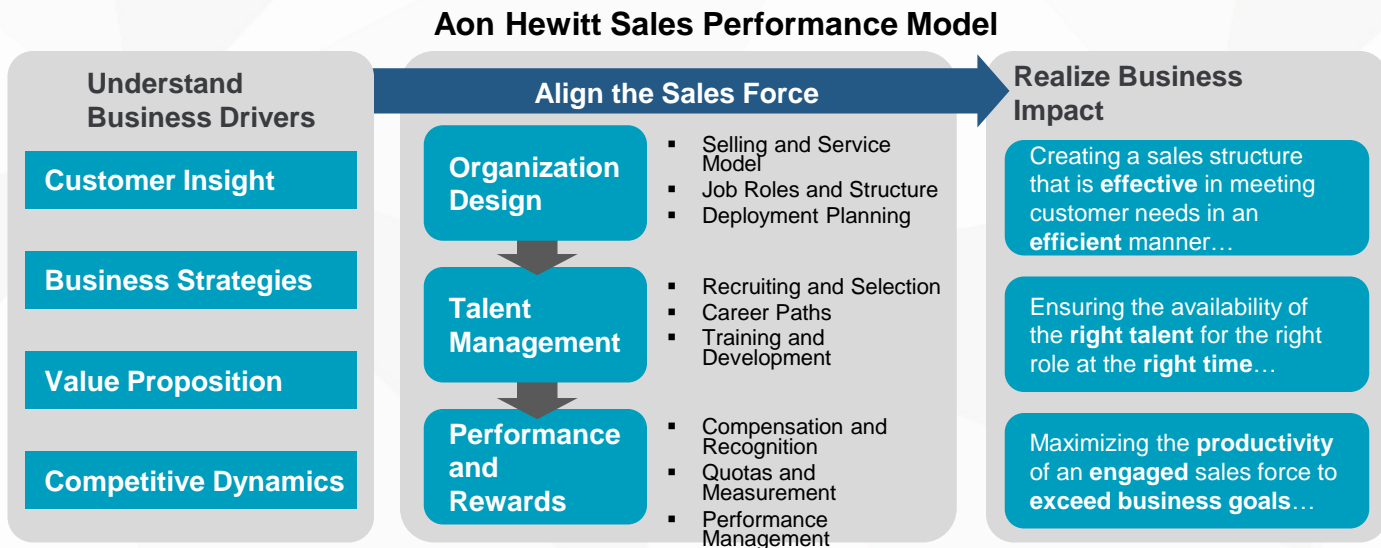 Aon Hewitt Sales Performance Model
Understand
Business Drivers
Customer Insight
Business Strategies
Value Proposition
Competitive Dynamics
Align the Sales Force
Organization
Design
▪ Selling and Service
Model
▪ Job Roles and Structure
▪ Deployment Planning
Talent
Management
▪ Recruiting and Selection
▪ Career Paths
▪ Training and
Development
Performance
and
Rewards
▪ Compensation and
Recognition
▪ Quotas and
Measurement
▪ Performance
Management
Realize Business
Impact
Creating a sales structure
that is effective in meeting
customer needs in an
efficient manner…
Ensuring the availability of
the right talent for the right
role at the right time…
Maximizing the productivity
of an engaged sales force to
exceed business goals…